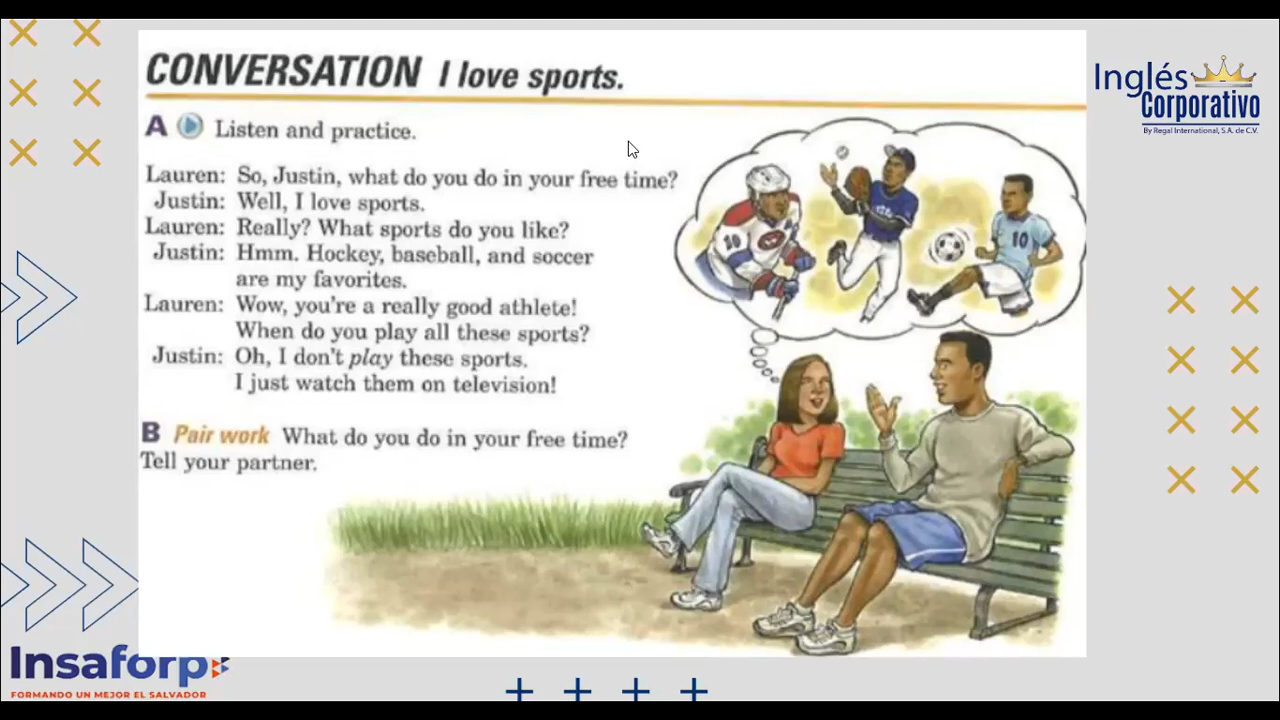 CONVERSATION I love sports.
A Listen and practice.
Lauren: So, Justin, what do you do in your free time?
Justin: Well, I love sports.
Lauren: Really? What sports do you like?
Justin: Hmm. Hockey, baseball, and soccer
are my favorites.
Lauren: Wow, you're a really good athlete!
When do you play all these sports?
Justin: Oh, I don't play these sports.
I just watch them on television!
B Pair work What do you do in your free time?
Tell your partner.
10
10
Inglés
Corporativo
By Regal International, S.A. de C.V.
Insaforp
FORMANDO UN MEJOR EL SALVADOR